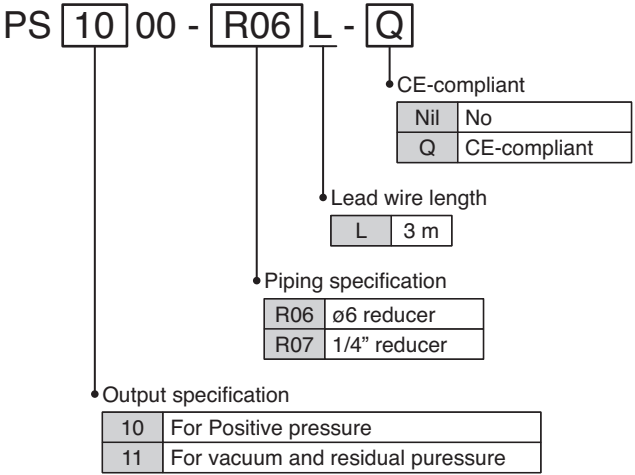 PS 10 00 - R06 L - Q
CE-compliant
Nil No
Q CE-compliant
Lead wire length
L 3 m
Piping specification
R06 ø6 reducer
R07 1/4” reducer
Output specification
10 For Positive pressure
11 For vacuum and residual puressure